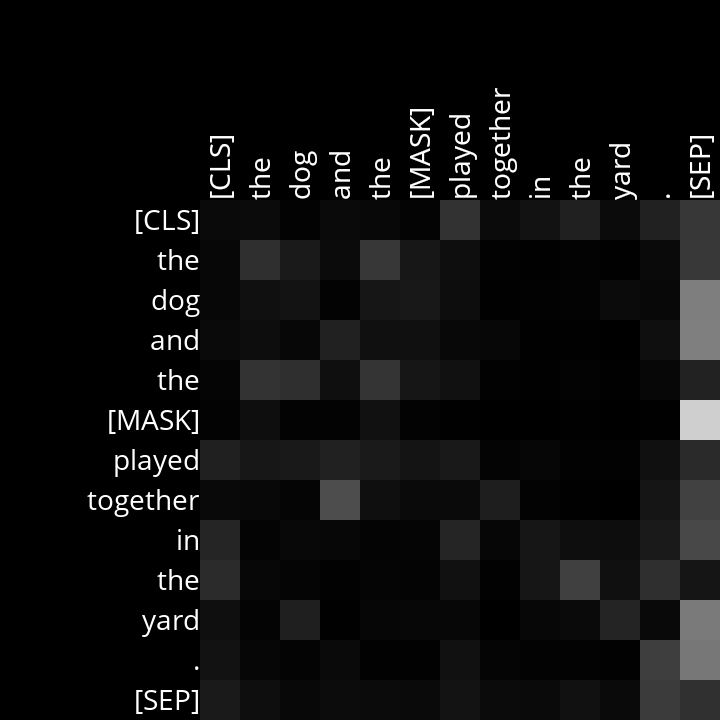 [CLS]
the
dog
and
the
[MASK]
played
together
in
the
yard
.
[SEP]
[CLS]
the
dog
and
the
[MASK]
played
together
in
the
yard
.
[SEP]